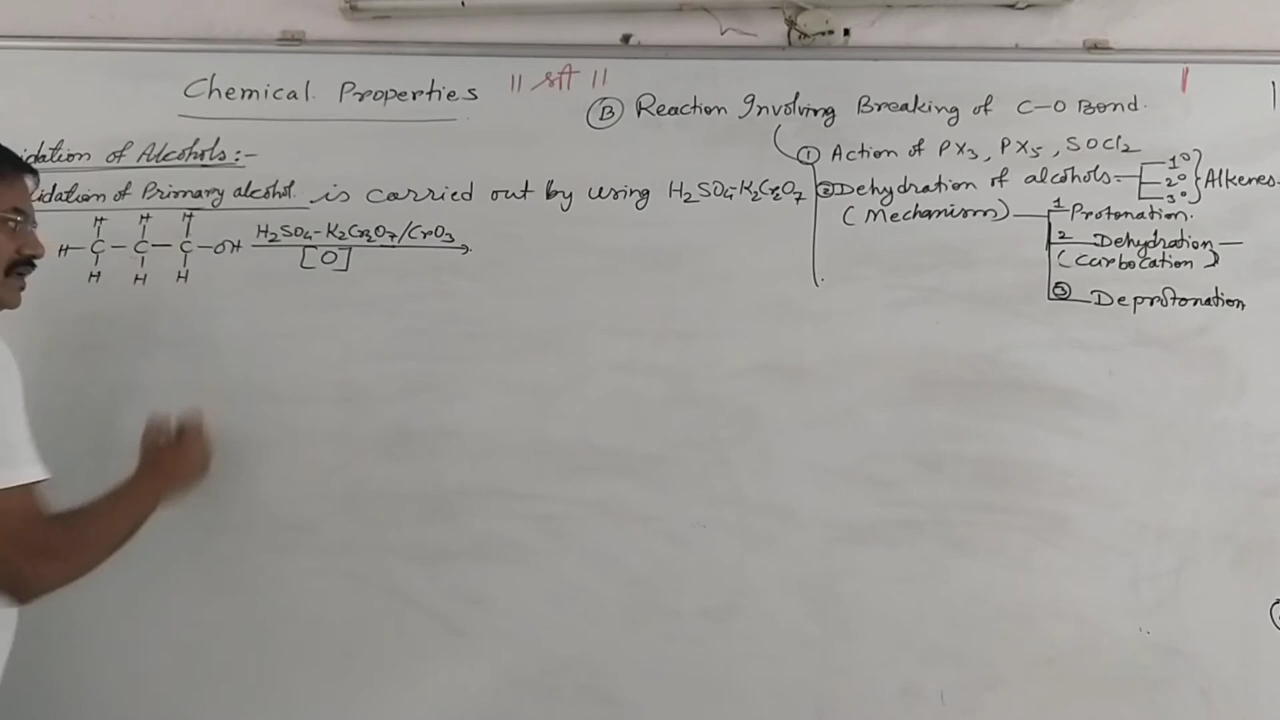 Chemical Properties || श्री ||
idation of Alcohols :-
idation of Primary alcohol is carried out by using H2SO4-K2Cr2O7
H H H
H-C-C-C-OH H2SO4-K2Cr2O7/CrO3
H H H [O]
(B) Reaction Involving Breaking of C-O Bond.
(1) Action of PX3, PX5, SOCl2
(2) Dehydration of alcohols 1° 2° 3° } Alkenes
(Mechanism) 1 Protonation.
2 Dehydration
(Carbocation)
(3) Deprotonation